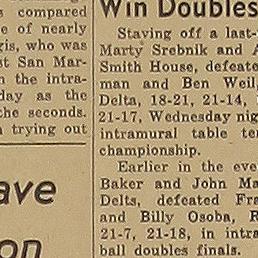 compared
e of nearly
gis, who was
st San Mar-
n the intra-
day as the
he seconds.
trying out
ave
on
Win Doubles
Staving off a last-
Marty Srebnik and A
Smith House, defeate
man and Ben Weil,
Delta, 18-21, 21-14,
21-17, Wednesday nig
intramural table te
championship.
Earlier in the eve
Baker and John Ma
Delts, defeated Fra
and Billy Osoba, R
21-7, 21-18, in intra
ball doubles finals.